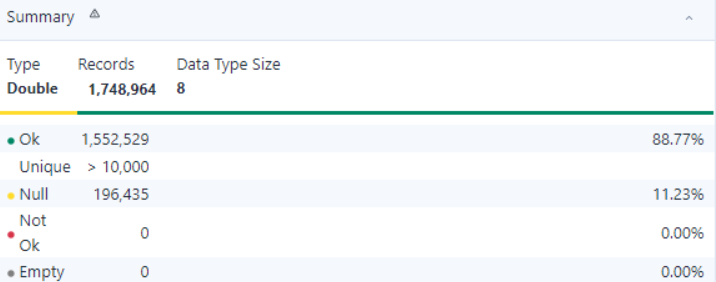 Summary
Type Records Data Type Size
Double 1,748,964 8
Ok 1,552,529 88.77%
Unique > 10,000
Null 196,435 11.23%
Not
Ok 0 0.00%
Empty 0 0.00%